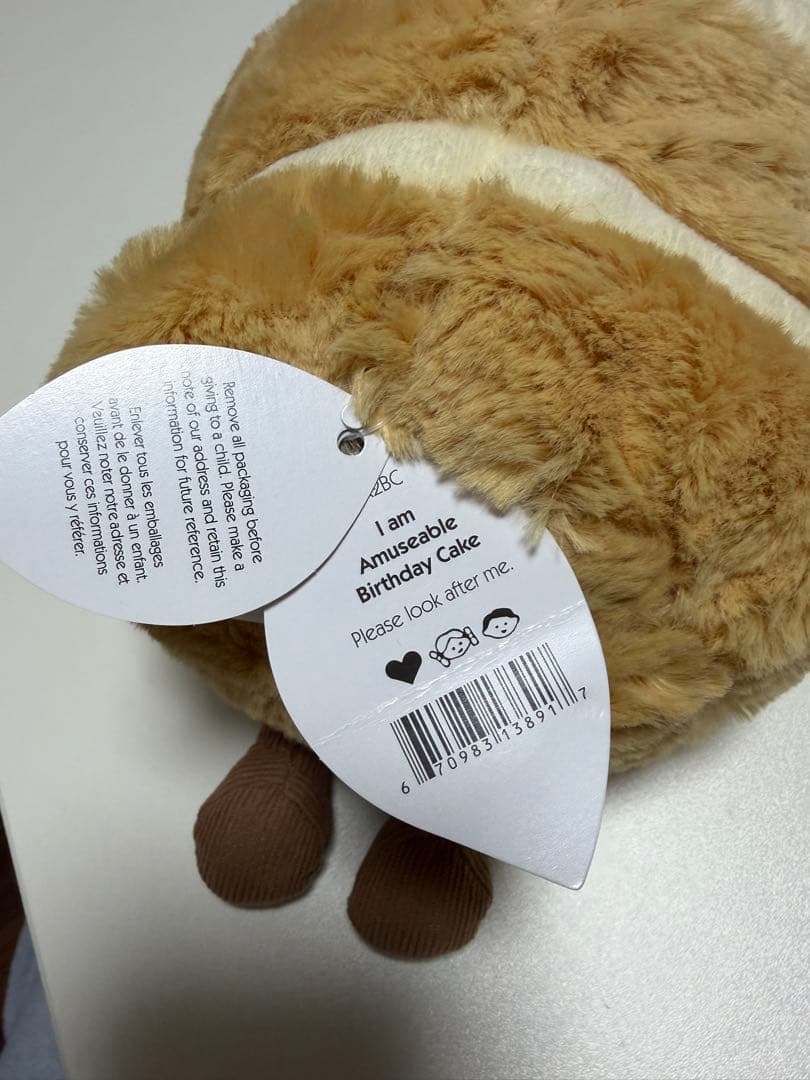 Remove all packaging before
giving to a child. Please make a
note of our address and retain this
information for future reference.
Enlever tous les emballages
avant de le donner à un enfant.
Veuillez noter notre adresse et
conserver ces informations
pour vous y référer.
2BC
I am
Amuseable
Birthday Cake
Please look after me.
6 70983 13891 7